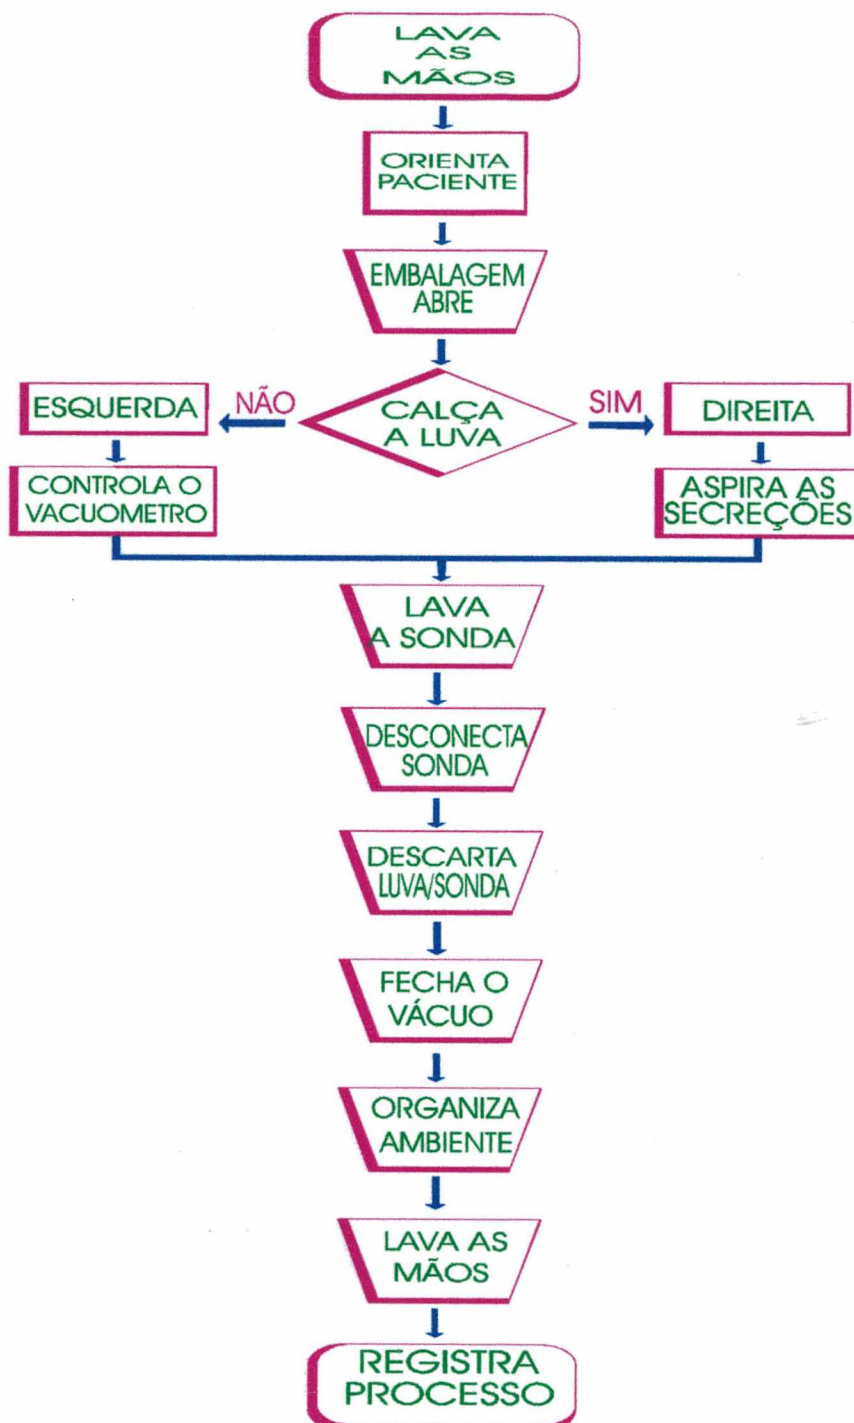 LAVA
AS
MÃOS
ORIENTA
PACIENTE
EMBALAGEM
ABRE
CALÇA
A LUVA
NÃO
ESQUERDA
CONTROLA O
VACUOMETRO
SIM
DIREITA
ASPIRA AS
SECREÇÕES
LAVA
A SONDA
DESCONECTA
SONDA
DESCARTA
LUVA/SONDA
FECHA O
VÁCUO
ORGANIZA
AMBIENTE
LAVA AS
MÃOS
REGISTRA
PROCESSO